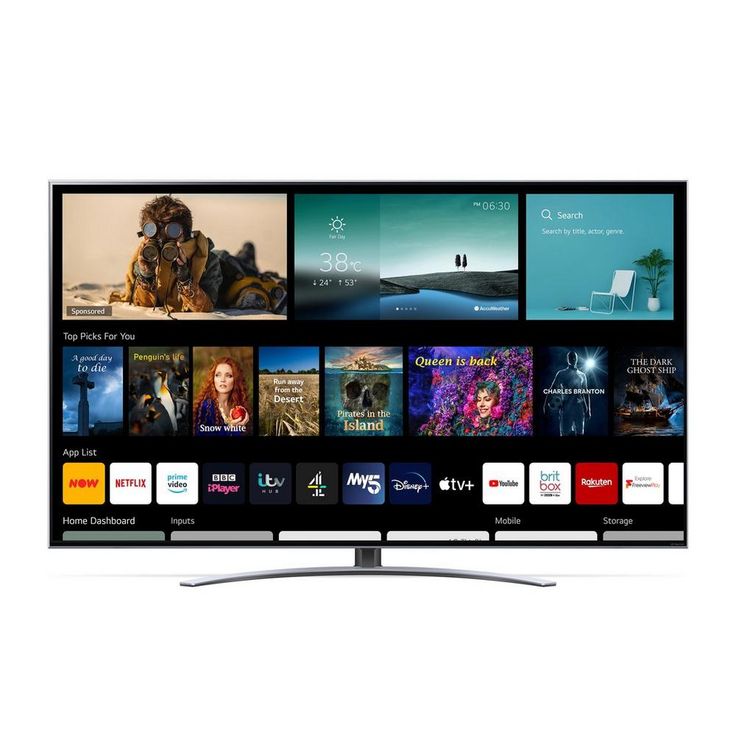 Sponsored
Fair Day
38°C
↓24° ↑53°
PM 06:30
AccuWeather
Search
Search by title, actor, genre.
Top Picks For You
A good day
to die
Penguin's life
Snow white
Run away
from the
Desert
Pirates in the
Island
Queen is back
CHARLES BRANTON
THE DARK
GHOST SHIP
App List
NOW
NETFLIX
prime
video
BBC
iPlayer
itv
HUB
4
My5
Disney+
tv+
YouTube
brit
box
Rakuten
Explore
FreeviewPlay
Home Dashboard
Inputs
Mobile
Storage